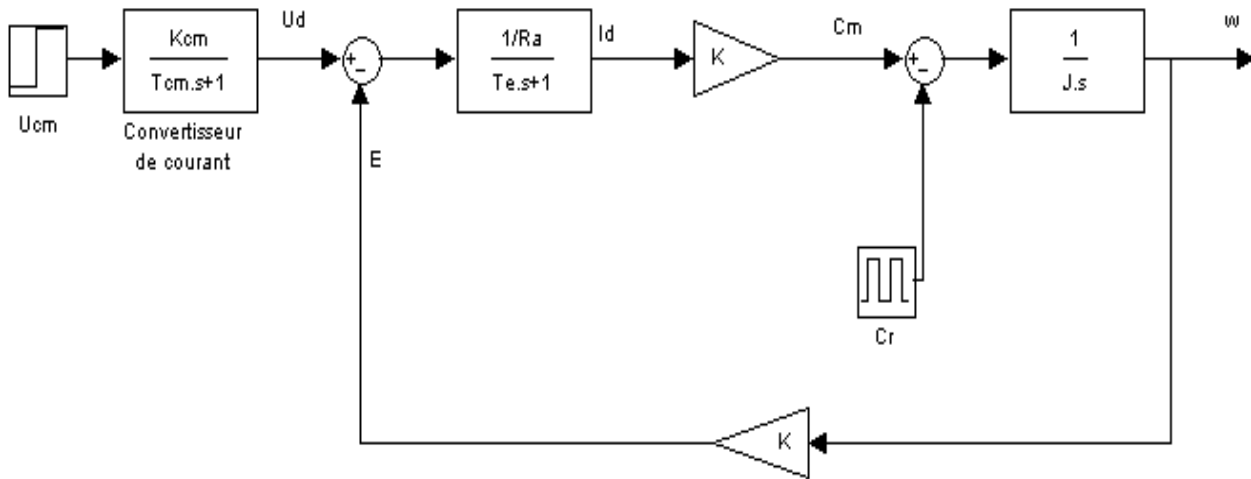 Ucm
Kcm
Tcm.s+1
Convertisseur
de courant
Ud
+
−
E
1/Ra
Te.s+1
Id
K
Cm
+
−
Cr
1
J.s
w
K